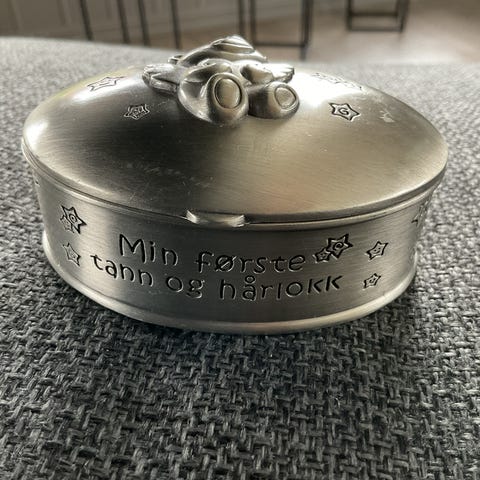 Min første
tann og hårlokk